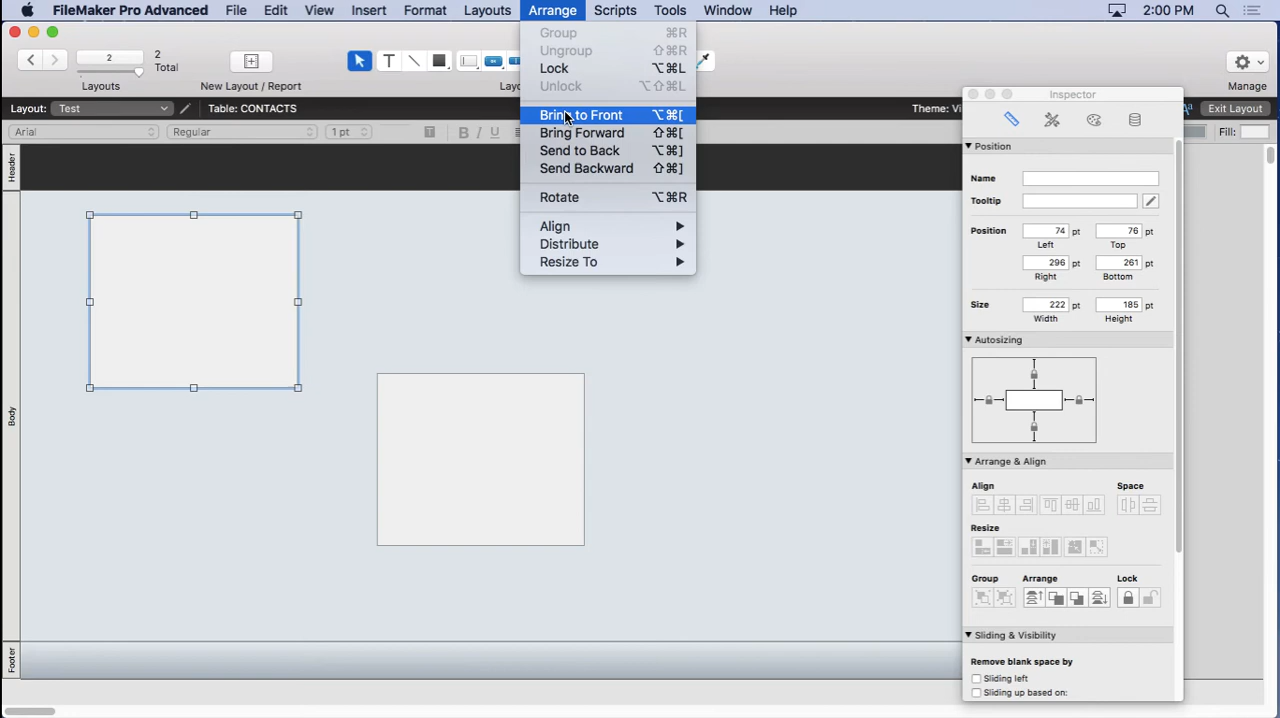 FileMaker Pro Advanced File Edit View Insert Format Layouts Arrange Scripts Tools Window Help 2:00 PM
2
2
Total
Layouts
New Layout / Report
Manage
Layout: Test
Table: CONTACTS
Exit Layout
Arial
Regular
1 pt
B I U
Fill:
Header
Body
Footer
Group ⌘R
Ungroup ⇧⌘R
Lock ⌥⌘L
Unlock ⌥⇧⌘L
Bring to Front ⌥⌘[
Bring Forward ⇧⌘[
Send to Back ⌥⌘]
Send Backward ⇧⌘]
Rotate ⌥⌘R
Align
Distribute
Resize To
Inspector
Position
Name
Tooltip
Position 74 pt 76 pt
Left Top
296 pt 261 pt
Right Bottom
Size 222 pt 185 pt
Width Height
Autosizing
Arrange & Align
Align Space
Resize
Group Arrange Lock
Sliding & Visibility
Remove blank space by
Sliding left
Sliding up based on: